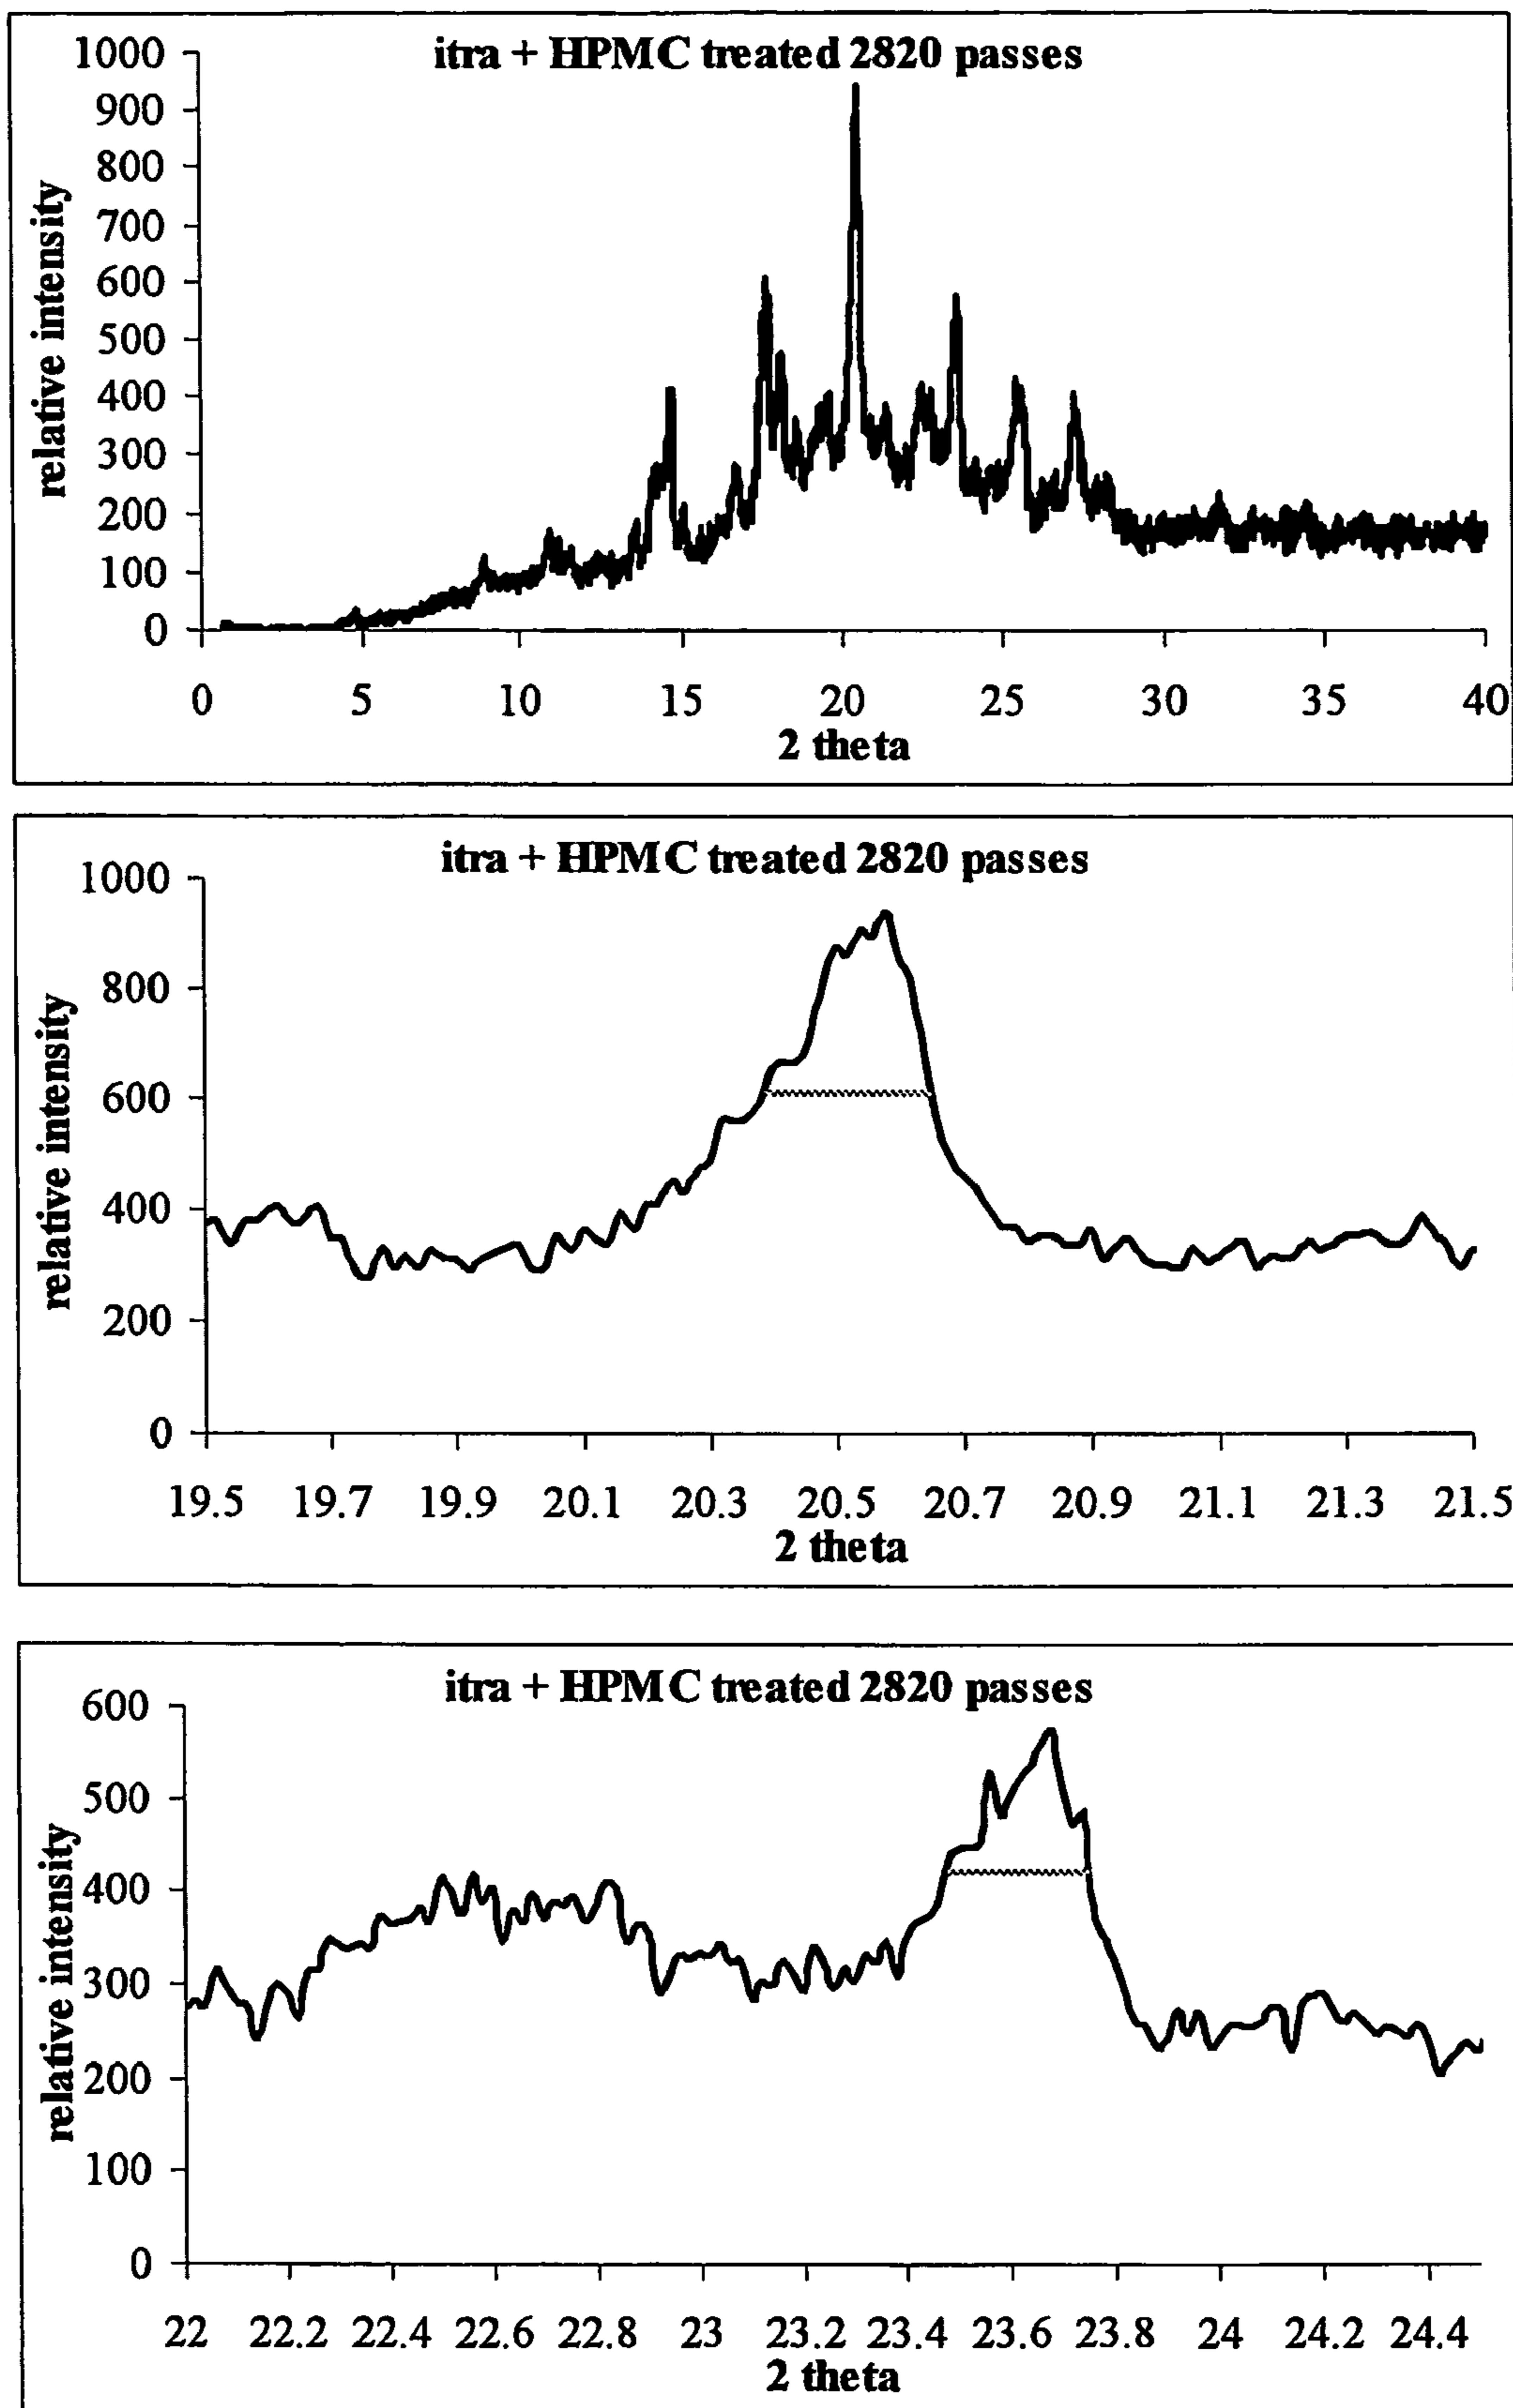 itra + HPMC treated 2820 passes
1000
900
800
700
600
500
400
300
200
100
0
relative intensity
0 5 10 15 20 25 30 35 40
2 theta
itra + HPMC treated 2820 passes
1000
800
600
400
200
0
relative intensity
19.5 19.7 19.9 20.1 20.3 20.5 20.7 20.9 21.1 21.3 21.5
2 theta
itra + HPMC treated 2820 passes
600
500
400
300
200
100
0
relative intensity
22 22.2 22.4 22.6 22.8 23 23.2 23.4 23.6 23.8 24 24.2 24.4
2 theta